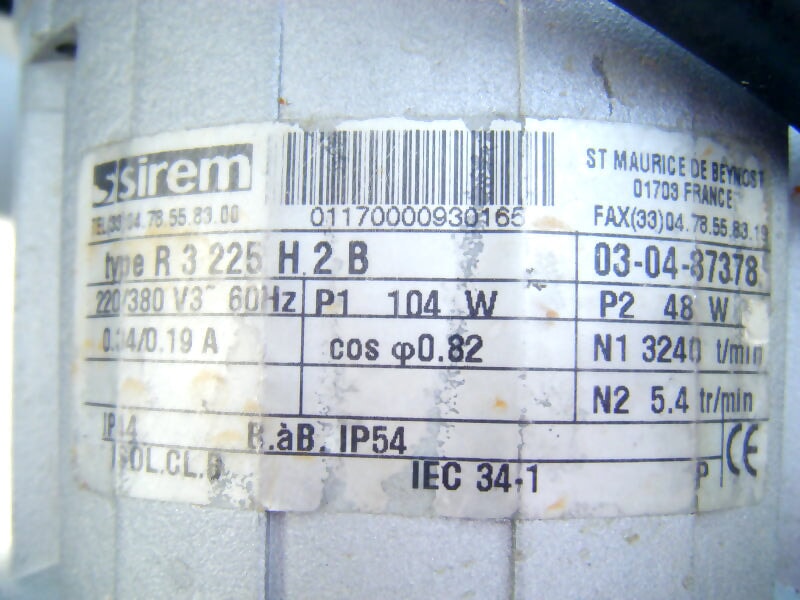 sirem
01170000930165
ST MAURICE DE BEYNOST
01703 FRANCE
TEL(33)04.78.55.83.00
FAX(33)04.78.55.83.19
type R 3 225 H 2 B
03-04-87378
220/380 V3~ 60Hz
P1 104 W
P2 48 W
/0.19 A
cos φ0.82
N1 3240 t/min
N2 5.4 tr/min
B.àB. IP54
CE
IEC 34-1
P